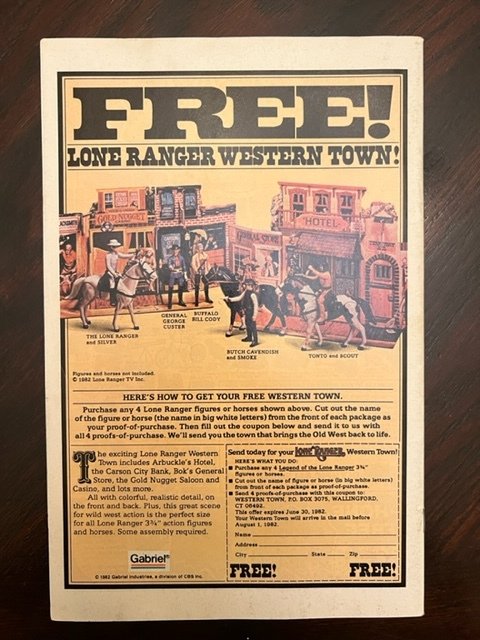 FREE!
LONE RANGER WESTERN TOWN!
GOLD NUGGET
HOTEL
THE LONE RANGER
and SILVER
GENERAL
GEORGE
CUSTER
BUFFALO
BILL CODY
BUTCH CAVENDISH
and SMOKE
TONTO and SCOUT
Figures and horses not included.
© 1982 Lone Ranger TV Inc.
HERE'S HOW TO GET YOUR FREE WESTERN TOWN.
Purchase any 4 Lone Ranger figures or horses shown above. Cut out the name
of the figure or horse (the name in big white letters) from the front of each package as
your proof-of-purchase. Then fill out the coupon below and send it to us with
all 4 proofs-of-purchase. We'll send you the town that brings the Old West back to life.
The exciting Lone Ranger Western
Town includes Arbuckle's Hotel,
the Carson City Bank, Bok's General
Store, the Gold Nugget Saloon and
Casino, and lots more.
All with colorful, realistic detail, on
the front and back. Plus, this great scene
for wild west action is the perfect size
for all Lone Ranger 3¾" action
figures and horses. Some assembly required.
Gabriel®
© 1982 Gabriel Industries, a division of CBS Inc.
Send today for your LONE RANGER Western Town!
HERE'S WHAT YOU DO:
■ Purchase any 4 Legend of the Lone Ranger 3¾"
figures or horses.
■ Cut out name of figure or horse (in big white letters)
from front of each package as proof-of-purchase.
■ Send 4 proofs-of-purchase with this coupon to:
WESTERN TOWN, P.O. BOX 3075, WALLINGFORD,
CT 06492.
This offer expires June 30, 1982.
Your Western Town will arrive in the mail before
August 1, 1982.
Name
Address
City State Zip
FREE! FREE!